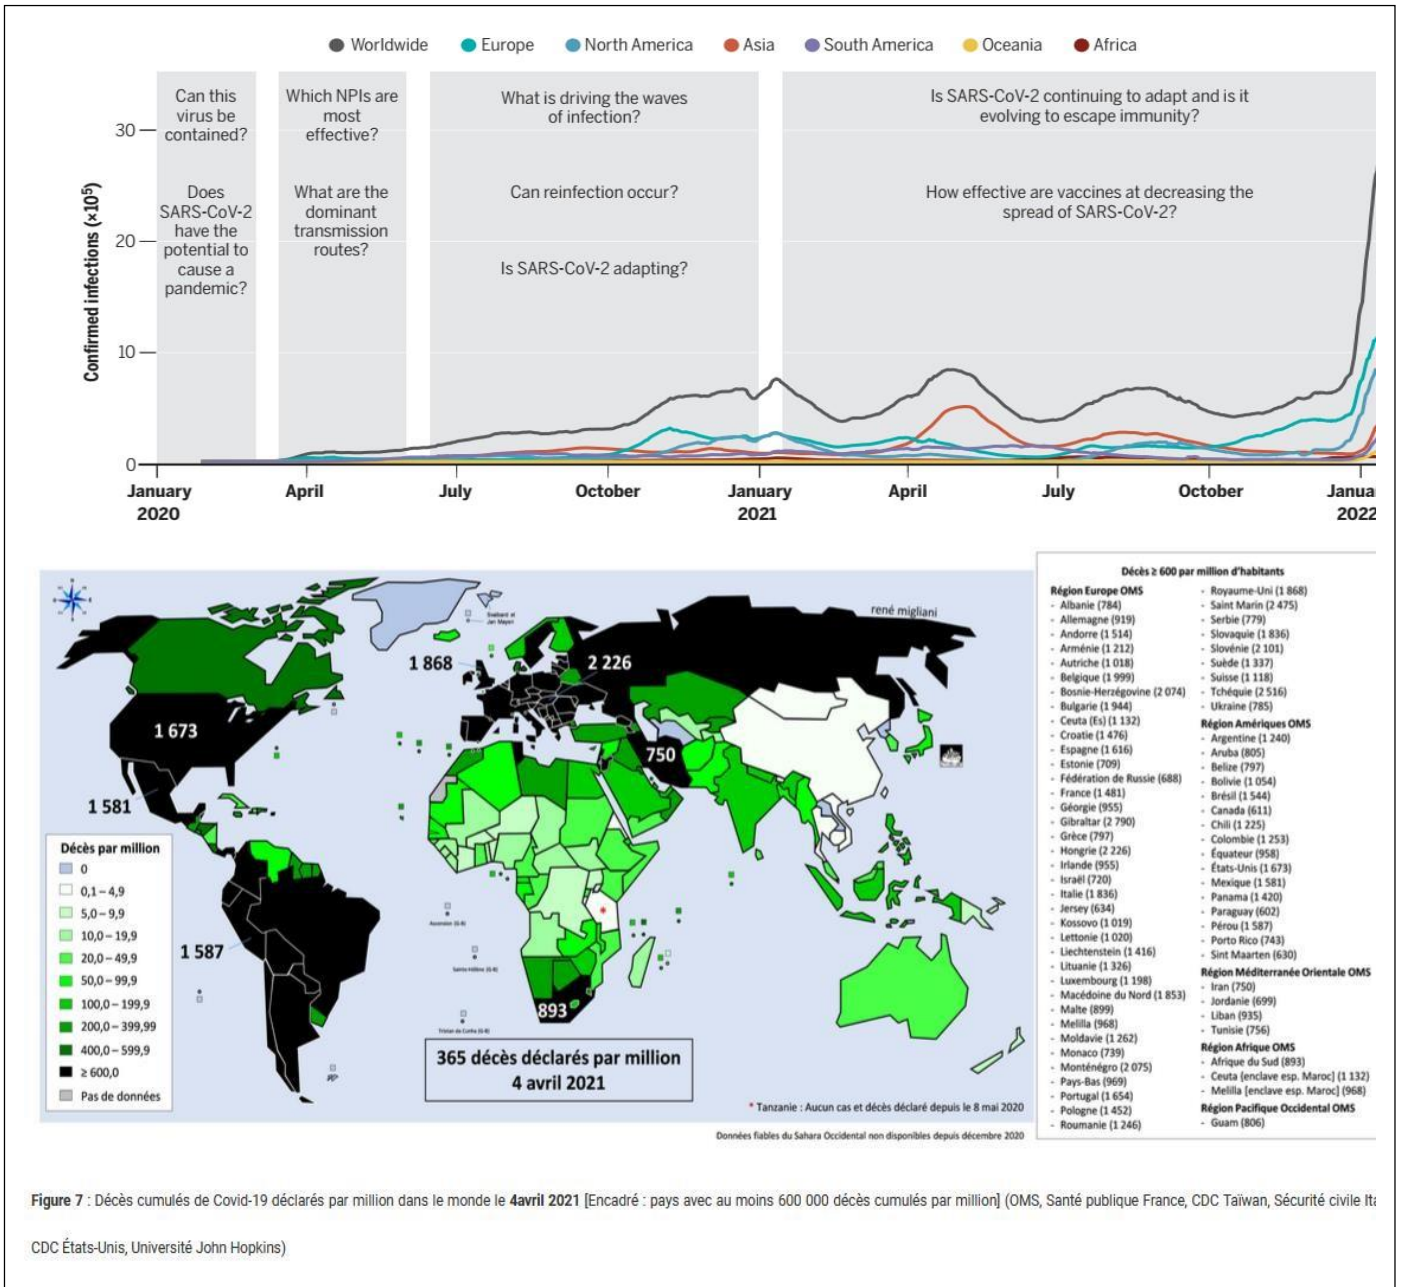 Worldwide Europe North America Asia South America Oceania Africa
Can this
virus be
contained?
Does
SARS-CoV-2
have the
potential to
cause a
pandemic?
Which NPIs are
most
effective?
What are the
dominant
transmission
routes?
What is driving the waves
of infection?
Can reinfection occur?
Is SARS-CoV-2 adapting?
Is SARS-CoV-2 continuing to adapt and is it
evolving to escape immunity?
How effective are vaccines at decreasing the
spread of SARS-CoV-2?
Confirmed infections (×10⁵)
30
20
10
0
January
2020
April
July
October
January
2021
April
July
October
Janua
2022
rené migliani
Svalbard et
Jan Mayen
1 868
2 226
1 673
750
1 581
1 587
893
Ascension (G-B)
Sainte-Hélène (G-B)
Tristan da Cunha (G-B)
Décès par million
0
0,1 – 4,9
5,0 – 9,9
10,0 – 19,9
20,0 – 49,9
50,0 – 99,9
100,0 – 199,9
200,0 – 399,99
400,0 – 599,9
≥ 600,0
Pas de données
365 décès déclarés par million
4 avril 2021
* Tanzanie : Aucun cas et décès déclaré depuis le 8 mai 2020
Données fiables du Sahara Occidental non disponibles depuis décembre 2020
Décès ≥ 600 par million d'habitants
Région Europe OMS
- Albanie (784)
- Allemagne (919)
- Andorre (1 514)
- Arménie (1 212)
- Autriche (1 018)
- Belgique (1 999)
- Bosnie-Herzégovine (2 074)
- Bulgarie (1 944)
- Ceuta (Es) (1 132)
- Croatie (1 476)
- Espagne (1 616)
- Estonie (709)
- Fédération de Russie (688)
- France (1 481)
- Géorgie (955)
- Gibraltar (2 790)
- Grèce (797)
- Hongrie (2 226)
- Irlande (955)
- Israël (720)
- Italie (1 836)
- Jersey (634)
- Kossovo (1 019)
- Lettonie (1 020)
- Liechtenstein (1 416)
- Lituanie (1 326)
- Luxembourg (1 198)
- Macédoine du Nord (1 853)
- Malte (899)
- Melilla (968)
- Moldavie (1 262)
- Monaco (739)
- Monténégro (2 075)
- Pays-Bas (969)
- Portugal (1 654)
- Pologne (1 452)
- Roumanie (1 246)
- Royaume-Uni (1 868)
- Saint Marin (2 475)
- Serbie (779)
- Slovaquie (1 836)
- Slovénie (2 101)
- Suède (1 337)
- Suisse (1 118)
- Tchéquie (2 516)
- Ukraine (785)
Région Amériques OMS
- Argentine (1 240)
- Aruba (805)
- Belize (797)
- Bolivie (1 054)
- Brésil (1 544)
- Canada (611)
- Chili (1 225)
- Colombie (1 253)
- Équateur (958)
- États-Unis (1 673)
- Mexique (1 581)
- Panama (1 420)
- Paraguay (602)
- Pérou (1 587)
- Porto Rico (743)
- Sint Maarten (630)
Région Méditerranée Orientale OMS
- Iran (750)
- Jordanie (699)
- Liban (935)
- Tunisie (756)
Région Afrique OMS
- Afrique du Sud (893)
- Ceuta [enclave esp. Maroc] (1 132)
- Melilla [enclave esp. Maroc] (968)
Région Pacifique Occidental OMS
- Guam (806)
Figure 7 : Décès cumulés de Covid-19 déclarés par million dans le monde le 4avril 2021 [Encadré : pays avec au moins 600 000 décès cumulés par million] (OMS, Santé publique France, CDC Taïwan, Sécurité civile Ita
CDC États-Unis, Université John Hopkins)